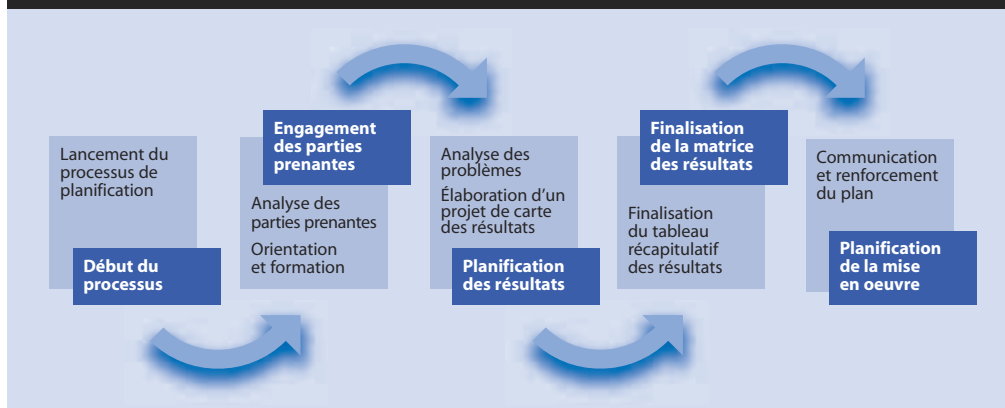 Lancement du
processus de
planification
Début du
processus
Engagement
des parties
prenantes
Analyse des
parties prenantes
Orientation
et formation
Analyse des
problèmes
Élaboration d'un
projet de carte
des résultats
Planification
des résultats
Finalisation
de la matrice
des résultats
Finalisation
du tableau
récapitulatif
des résultats
Communication
et renforcement
du plan
Planification
de la mise
en oeuvre